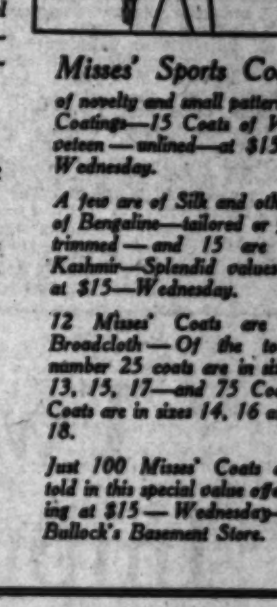 Misses' Sports Co
of novelty and small patter
Coatings—15 Coats of V
veteen — unlined—at $15
Wednesday.
A few are of Silk and oth
of Bengaline—tailored or
trimmed — and 15 are
Kashmir—Splendid values
at $15—Wednesday.
12 Misses' Coats are
Broadcloth — Of the to
number 25 coats are in siz
13, 15, 17—and 75 Coa
Coats are in sizes 14, 16 a
18.
Just 100 Misses' Coats
told in this special value offe
ing at $15 — Wednesday—
Bullock's Basement Store.